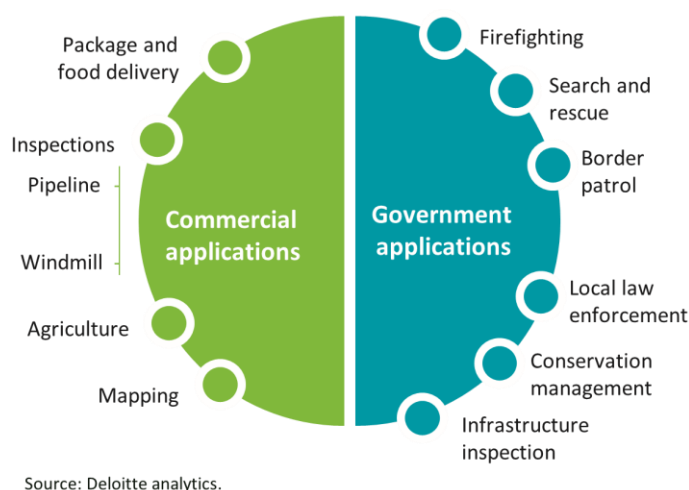 Package and
food delivery
Inspections
Pipeline
Windmill
Agriculture
Mapping
Commercial
applications
Government
applications
Firefighting
Search and
rescue
Border
patrol
Local law
enforcement
Conservation
management
Infrastructure
inspection
Source: Deloitte analytics.